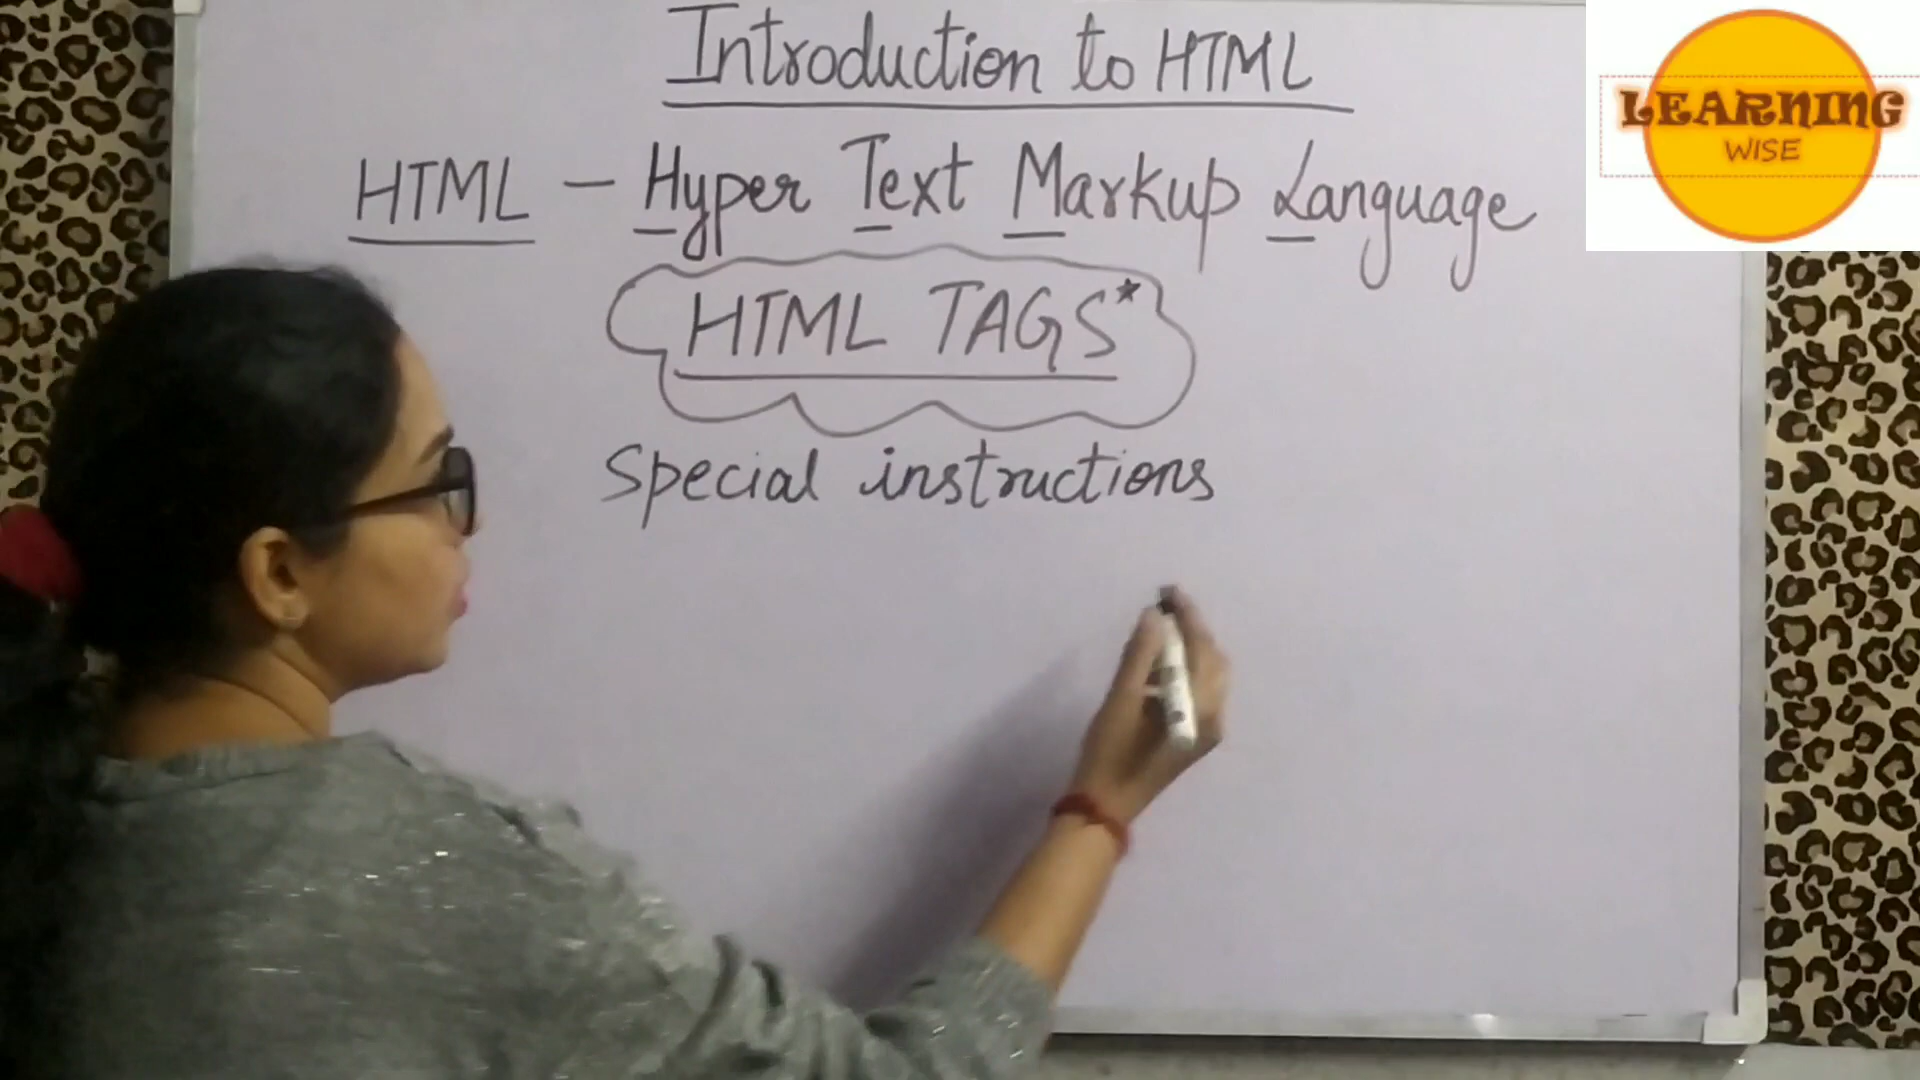 Introduction to HTML
HTML – Hyper Text Markup Language
HTML TAGS*
Special instructions
LEARNING
WISE